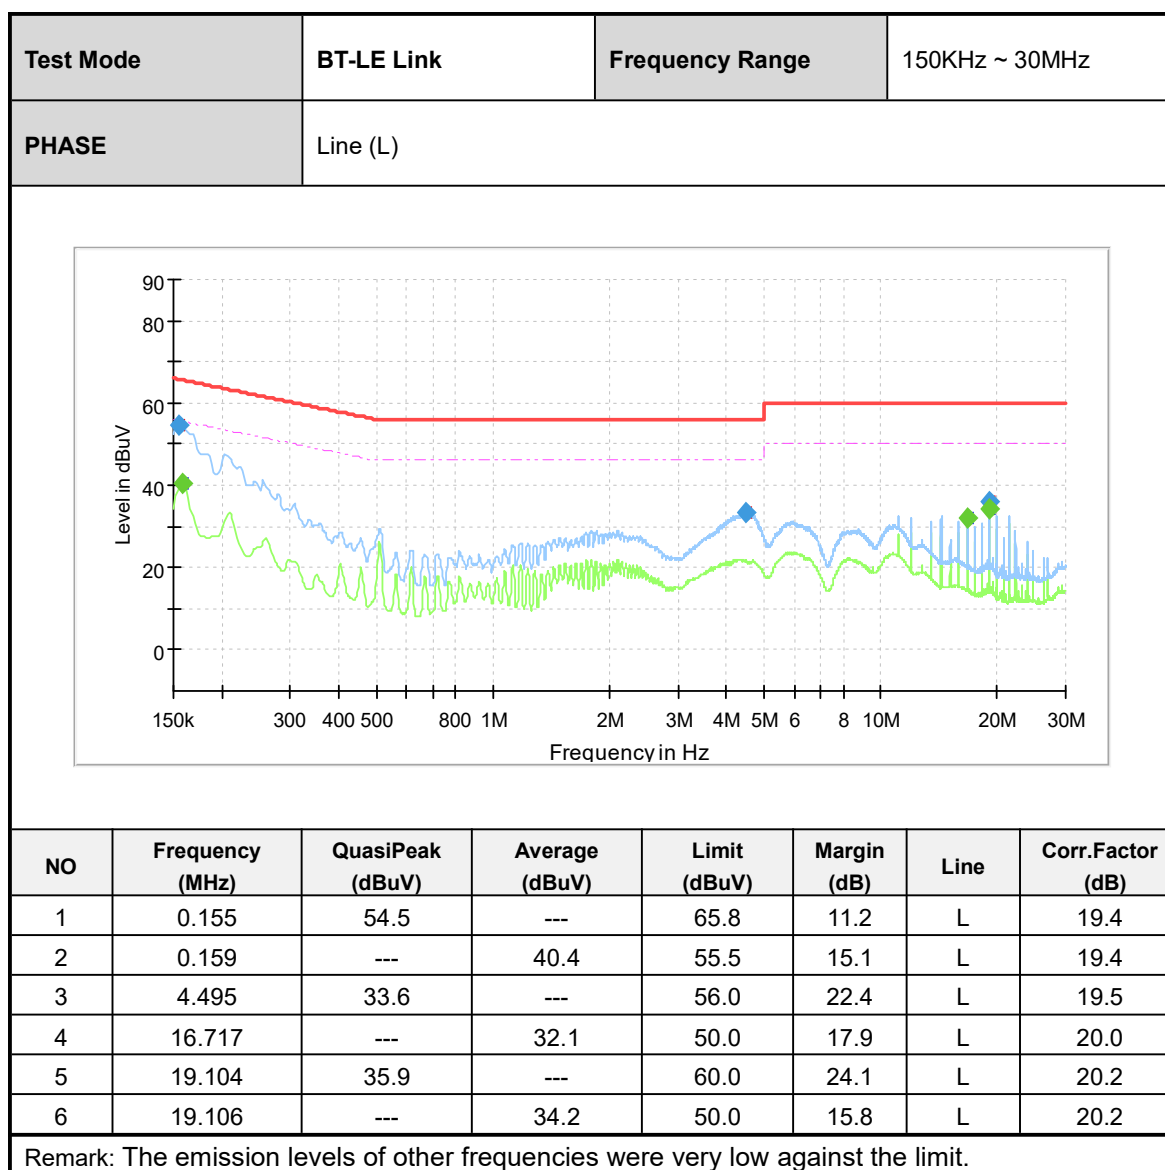 Test Mode BT-LE Link Frequency Range 150KHz ~ 30MHz
PHASE Line (L)
90
80
60
40
20
0
Level in dBuV
150k 300 400 500 800 1M 2M 3M 4M 5M 6 8 10M 20M 30M
Frequency in Hz
NO Frequency (MHz) QuasiPeak (dBuV) Average (dBuV) Limit (dBuV) Margin (dB) Line Corr.Factor (dB)
1 0.155 54.5 --- 65.8 11.2 L 19.4
2 0.159 --- 40.4 55.5 15.1 L 19.4
3 4.495 33.6 --- 56.0 22.4 L 19.5
4 16.717 --- 32.1 50.0 17.9 L 20.0
5 19.104 35.9 --- 60.0 24.1 L 20.2
6 19.106 --- 34.2 50.0 15.8 L 20.2
Remark: The emission levels of other frequencies were very low against the limit.